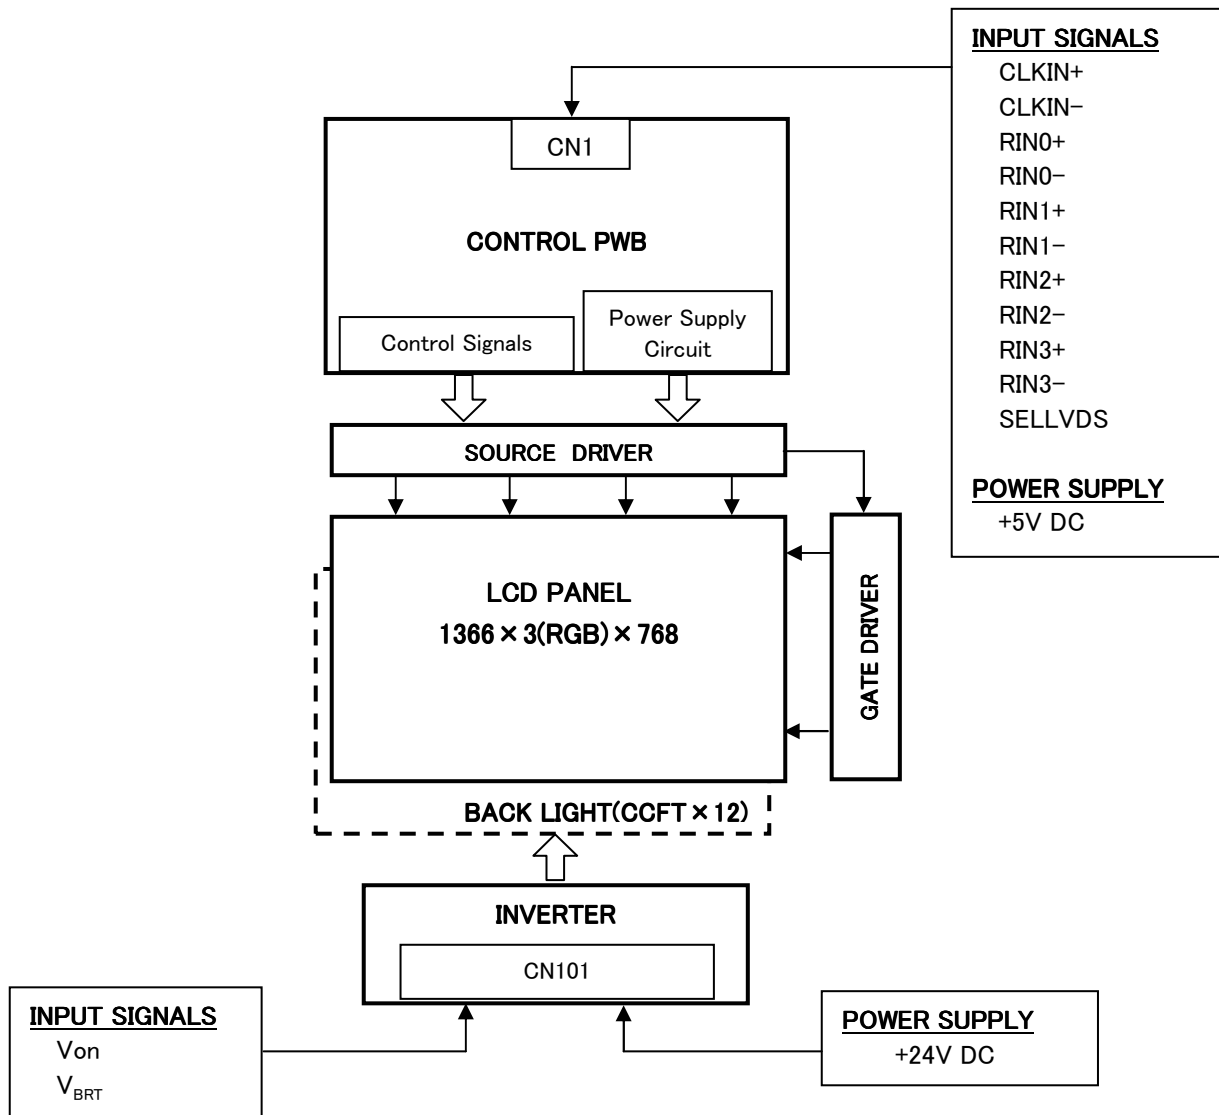 INPUT SIGNALS
CLKIN+
CLKIN−
RIN0+
RIN0−
RIN1+
RIN1−
RIN2+
RIN2−
RIN3+
RIN3−
SELLVDS
POWER SUPPLY
+5V DC
CN1
CONTROL PWB
Control Signals
Power Supply
Circuit
SOURCE DRIVER
LCD PANEL
1366×3(RGB)×768
GATE DRIVER
BACK LIGHT(CCFT×12)
INVERTER
CN101
INPUT SIGNALS
Von
VBRT
POWER SUPPLY
+24V DC